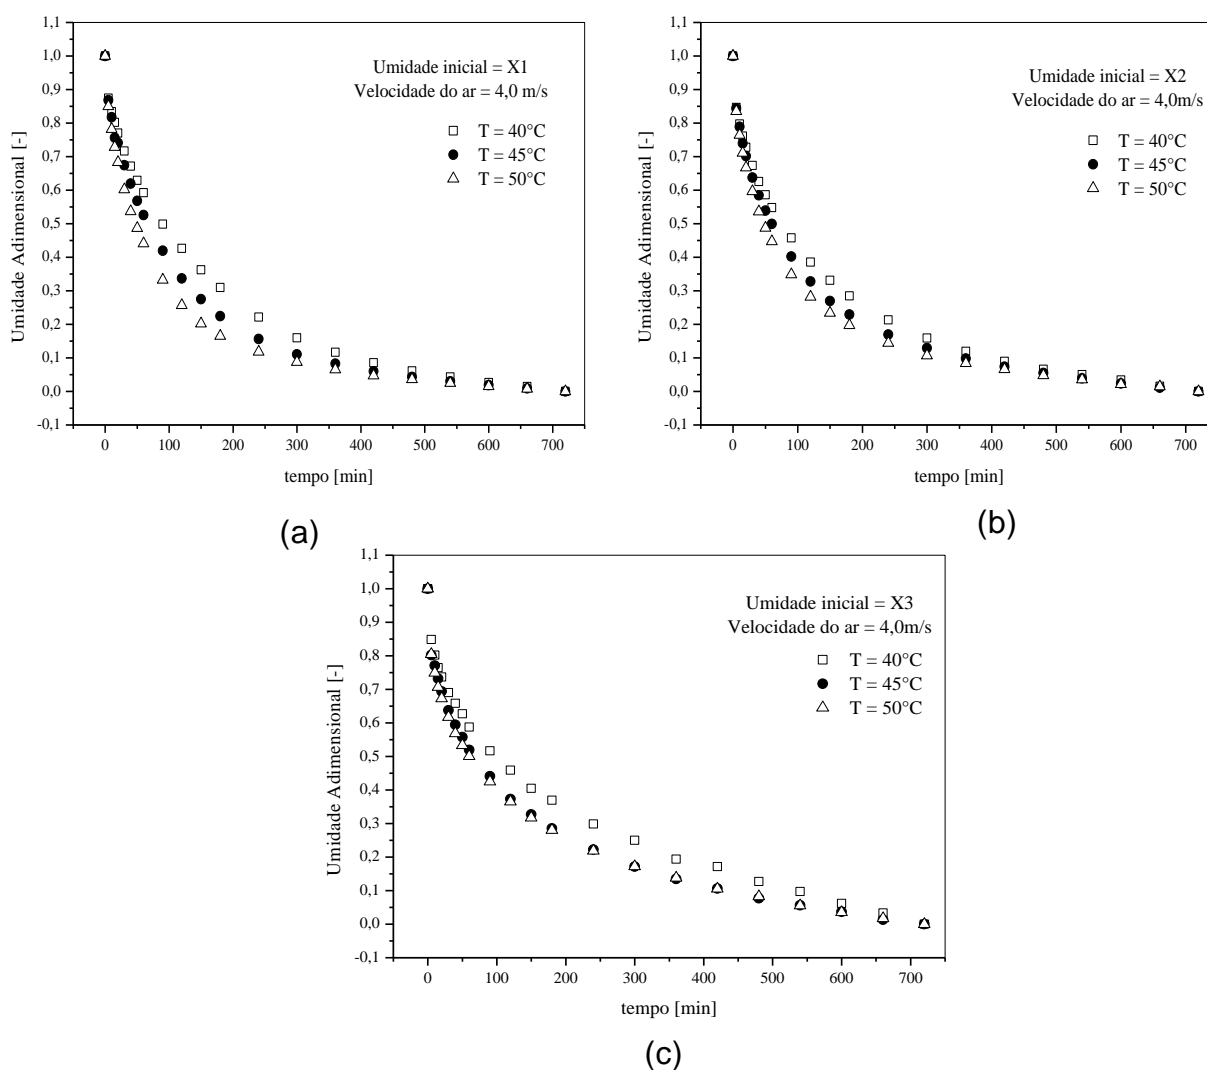 1,1
1,0
0,9
0,8
0,7
0,6
0,5
0,4
0,3
0,2
0,1
0,0
-0,1
Umidade Adimensional [-]
Umidade inicial = X1
Velocidade do ar = 4,0 m/s
T = 40°C
T = 45°C
T = 50°C
0 100 200 300 400 500 600 700
tempo [min]
(a)
1,1
1,0
0,9
0,8
0,7
0,6
0,5
0,4
0,3
0,2
0,1
0,0
-0,1
Umidade Adimensional [-]
Umidade inicial = X2
Velocidade do ar = 4,0m/s
T = 40°C
T = 45°C
T = 50°C
0 100 200 300 400 500 600 700
tempo [min]
(b)
1,1
1,0
0,9
0,8
0,7
0,6
0,5
0,4
0,3
0,2
0,1
0,0
-0,1
Umidade Adimensional [-]
Umidade inicial = X3
Velocidade do ar = 4,0m/s
T = 40°C
T = 45°C
T = 50°C
0 100 200 300 400 500 600 700
tempo [min]
(c)